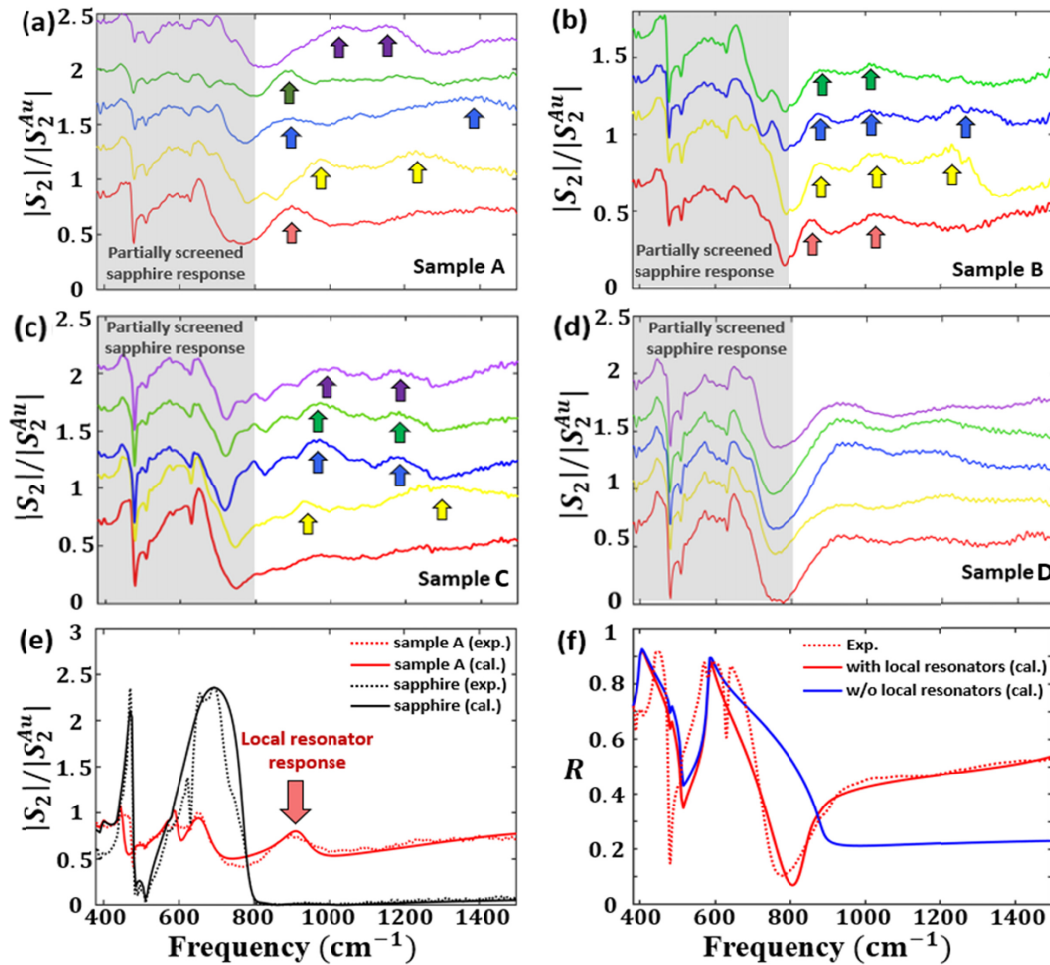 (a)
|S₂|/|S₂ᴬᵘ|
2.5
2
1.5
1
0.5
0
Partially screened
sapphire response
Sample A
(b)
|S₂|/|S₂ᴬᵘ|
1.5
1
0.5
0
Partially screened
sapphire response
Sample B
(c)
|S₂|/|S₂ᴬᵘ|
2.5
2
1.5
1
0.5
0
Partially screened
sapphire response
Sample C
(d)
|S₂|/|S₂ᴬᵘ|
2.5
2
1.5
1
0.5
0
Partially screened
sapphire response
Sample D
(e)
|S₂|/|S₂ᴬᵘ|
3
2.5
2
1.5
1
0.5
0
sample A (exp.)
sample A (cal.)
sapphire (exp.)
sapphire (cal.)
Local resonator
response
400 600 800 1000 1200 1400
Frequency (cm⁻¹)
(f)
R
1
0.8
0.6
0.4
0.2
0
Exp.
with local resonators (cal.)
w/o local resonators (cal.)
400 600 800 1000 1200 1400
Frequency (cm⁻¹)